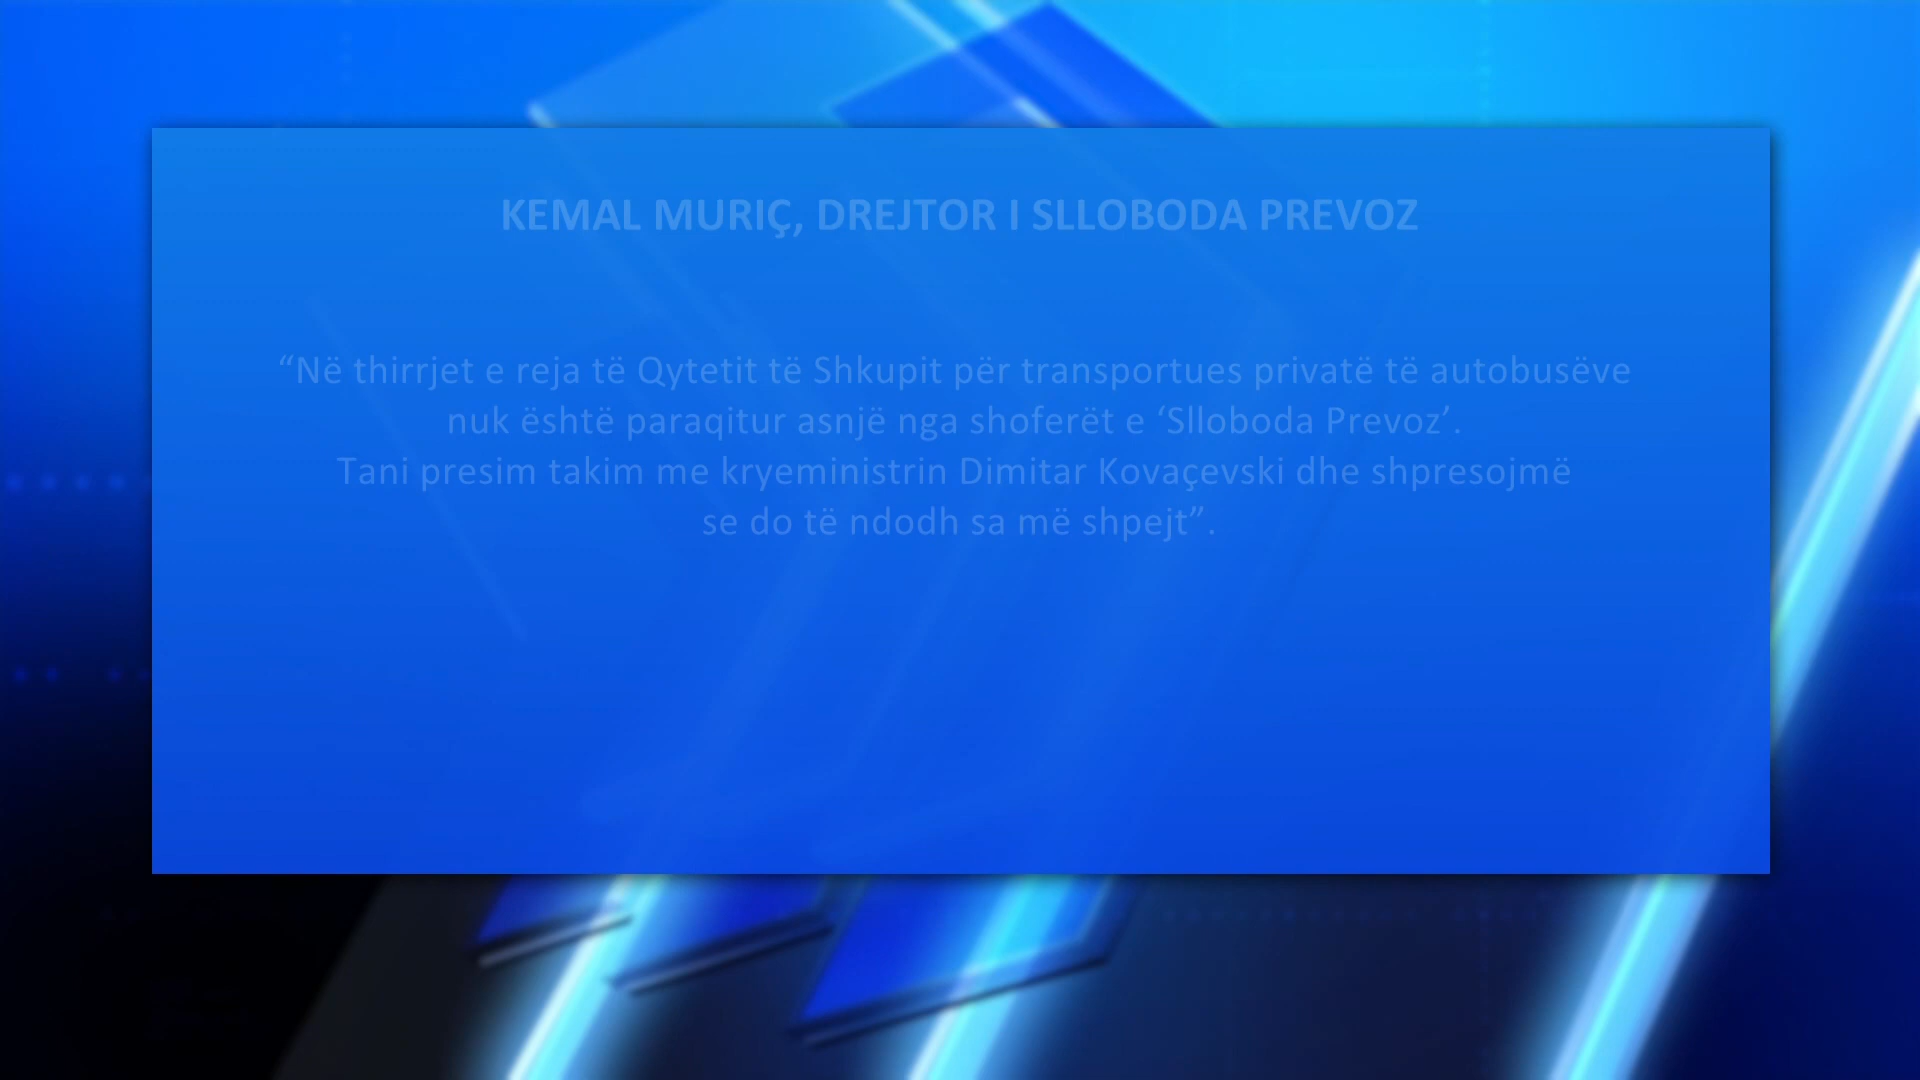 KEMAL MURIÇ, DREJTOR I SLLOBODA PREVOZ
“Në thirrjet e reja të Qytetit të Shkupit për transportues privatë të autobusëve
nuk është paraqitur asnjë nga shoferët e ‘Slloboda Prevoz’.
Tani presim takim me kryeministrin Dimitar Kovaçevski dhe shpresojmë
se do të ndodh sa më shpejt”.